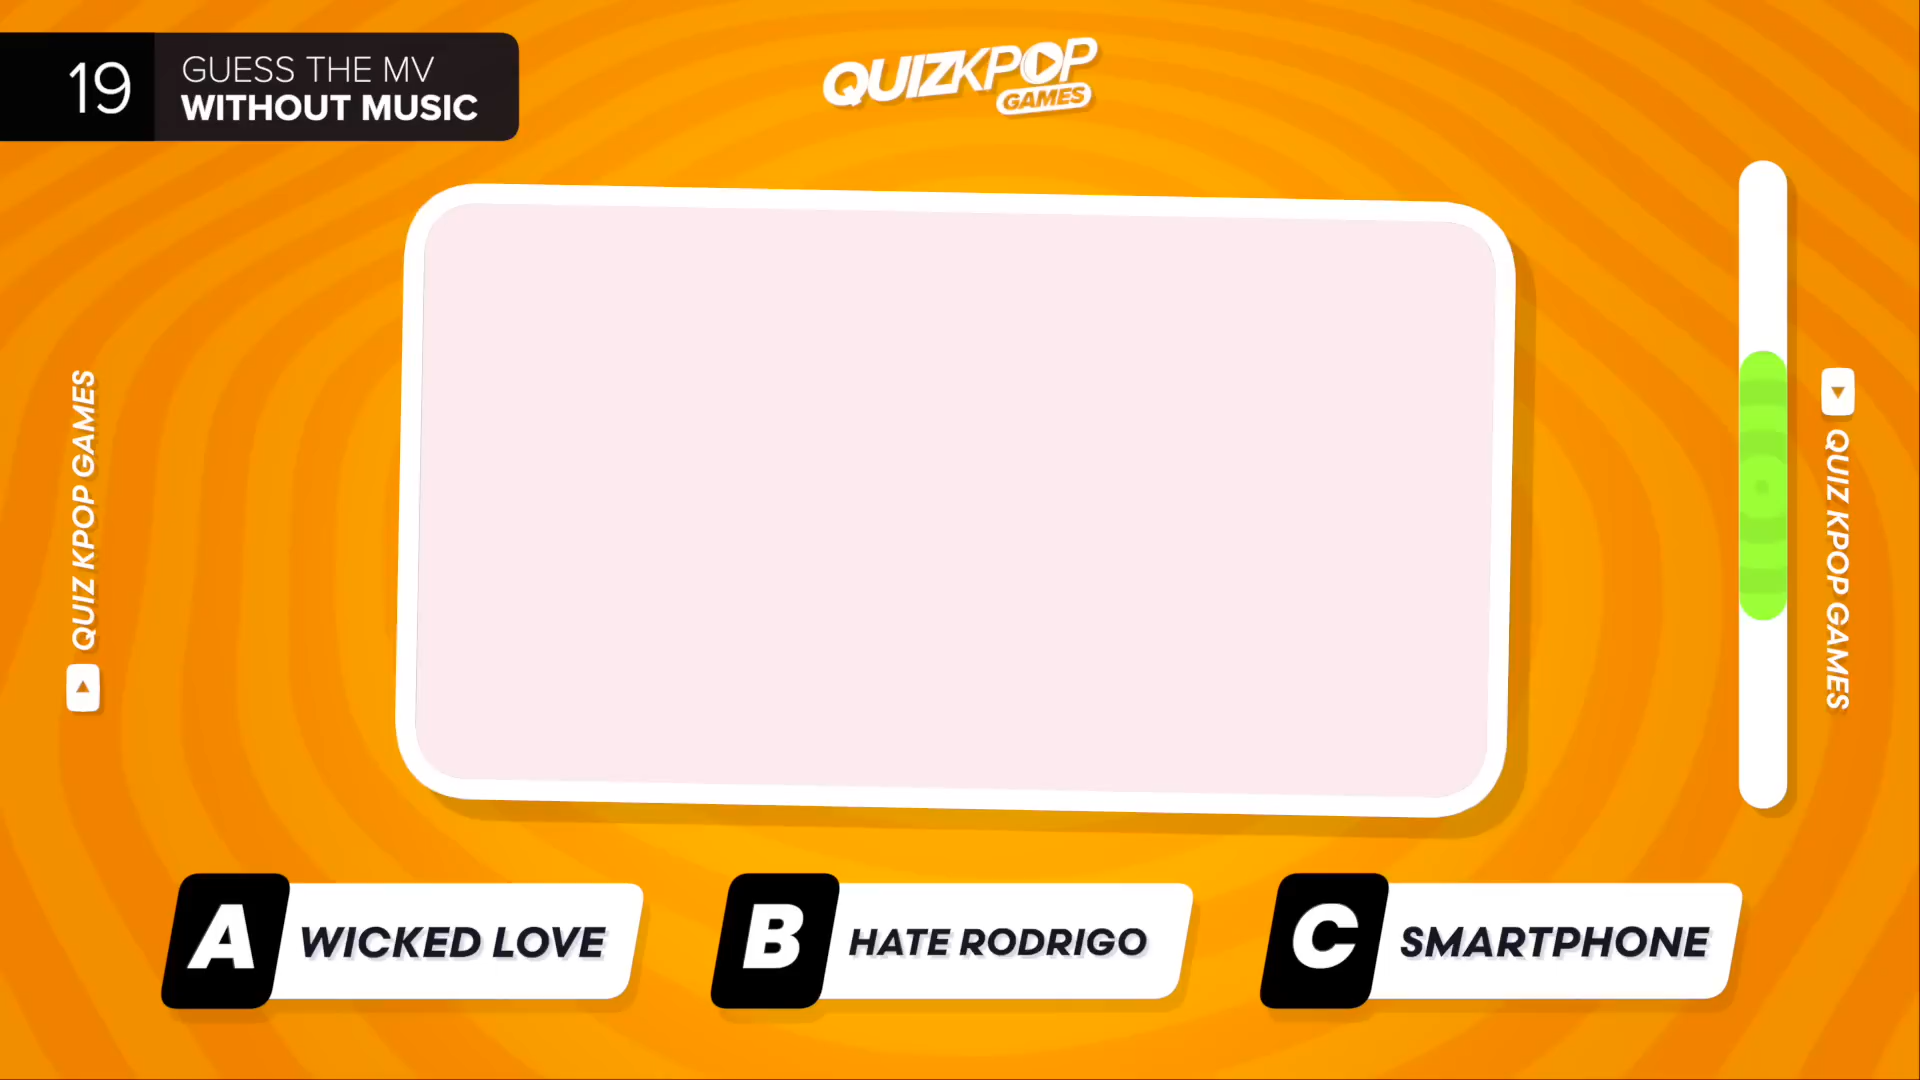 19
GUESS THE MV
WITHOUT MUSIC
QUIZKPOP
GAMES
QUIZ KPOP GAMES
QUIZ KPOP GAMES
A WICKED LOVE
B HATE RODRIGO
C SMARTPHONE